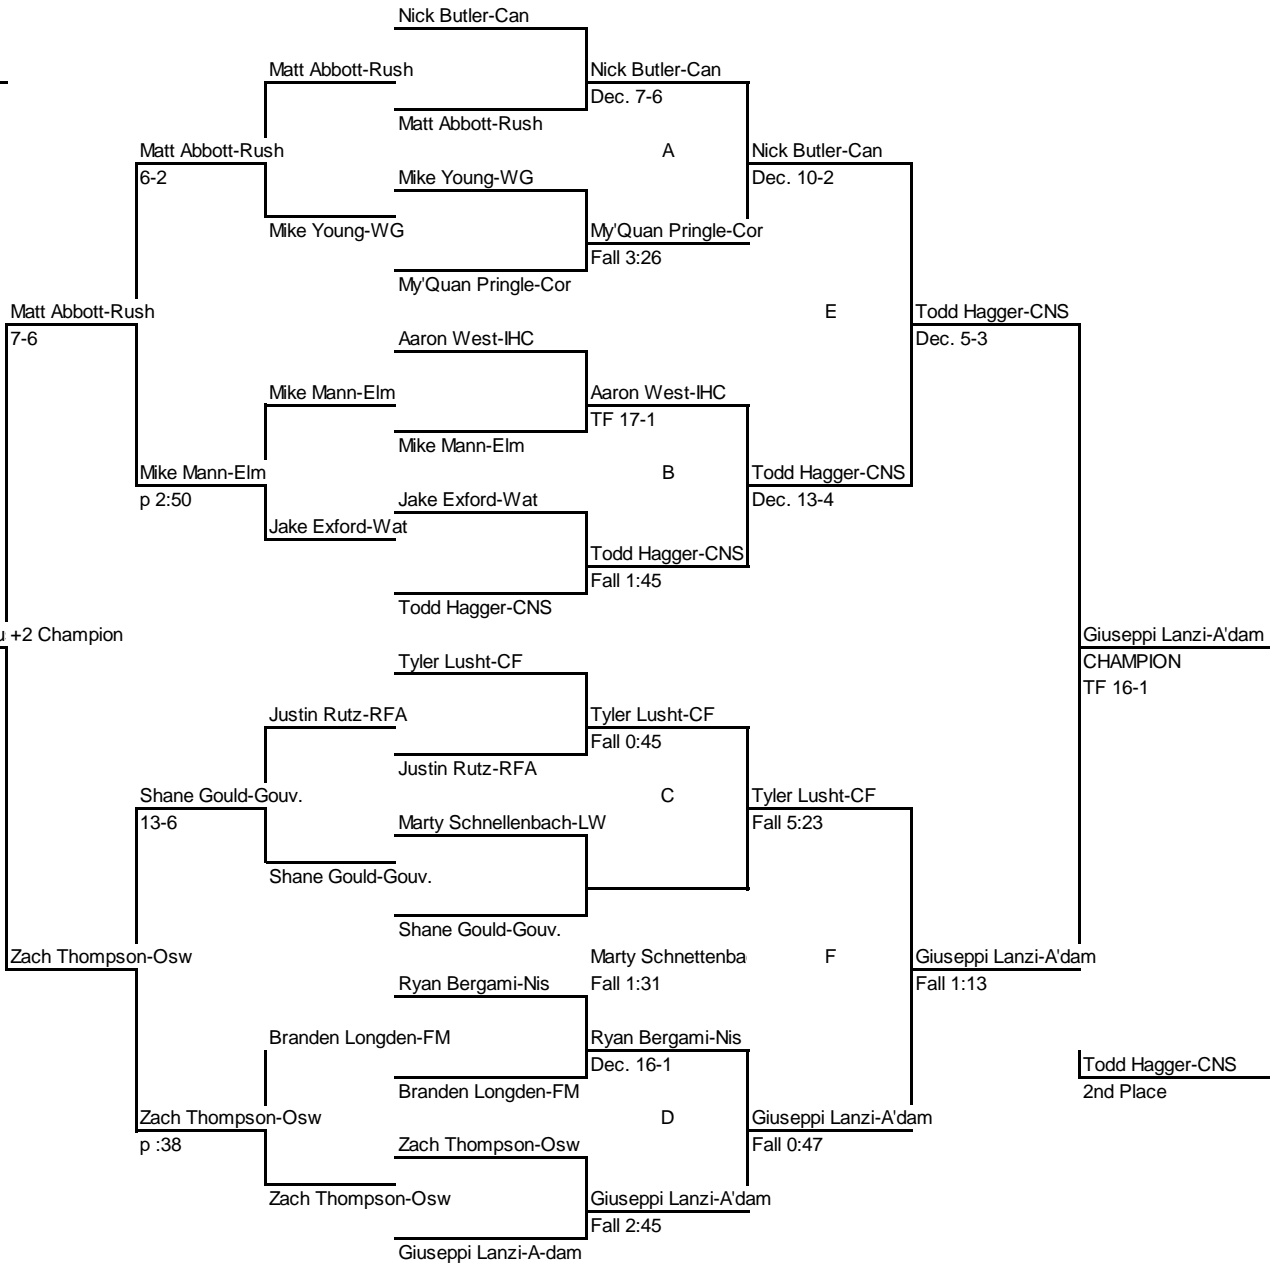 Nick Butler-Can
Matt Abbott-Rush
Nick Butler-Can
Dec. 7-6
Matt Abbott-Rush
Matt Abbott-Rush
A
Nick Butler-Can
6-2
Mike Young-WG
Dec. 10-2
Mike Young-WG
My'Quan Pringle-Cor
Fall 3:26
My'Quan Pringle-Cor
Matt Abbott-Rush
E
Todd Hagger-CNS
7-6
Aaron West-IHC
Dec. 5-3
Mike Mann-Elm
Aaron West-IHC
TF 17-1
Mike Mann-Elm
Mike Mann-Elm
B
Todd Hagger-CNS
p 2:50
Jake Exford-Wat
Dec. 13-4
Jake Exford-Wat
Todd Hagger-CNS
Fall 1:45
Todd Hagger-CNS
+2 Champion
Giuseppi Lanzi-A'dam
Tyler Lusht-CF
CHAMPION
TF 16-1
Justin Rutz-RFA
Tyler Lusht-CF
Fall 0:45
Justin Rutz-RFA
Shane Gould-Gouv.
C
Tyler Lusht-CF
13-6
Marty Schnellenbach-LW
Fall 5:23
Shane Gould-Gouv.
Shane Gould-Gouv.
Zach Thompson-Osw
Marty Schnettenba
F
Giuseppi Lanzi-A'dam
Ryan Bergami-Nis
Fall 1:31
Fall 1:13
Branden Longden-FM
Ryan Bergami-Nis
Dec. 16-1
Todd Hagger-CNS
Branden Longden-FM
2nd Place
Zach Thompson-Osw
D
Giuseppi Lanzi-A'dam
p :38
Zach Thompson-Osw
Fall 0:47
Zach Thompson-Osw
Giuseppi Lanzi-A'dam
Fall 2:45
Giuseppi Lanzi-A-dam